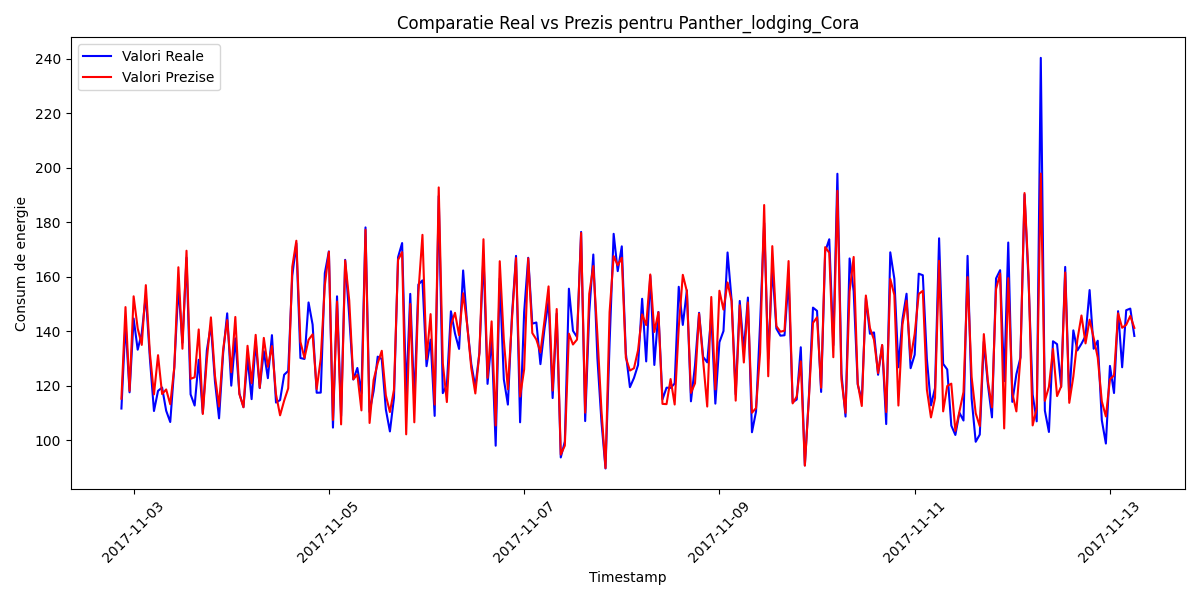 Comparatie Real vs Prezis pentru Panther_lodging_Cora
Valori Reale
Valori Prezise
Consum de energie
240
220
200
180
160
140
120
100
2017-11-03
2017-11-05
2017-11-07
2017-11-09
2017-11-11
2017-11-13
Timestamp